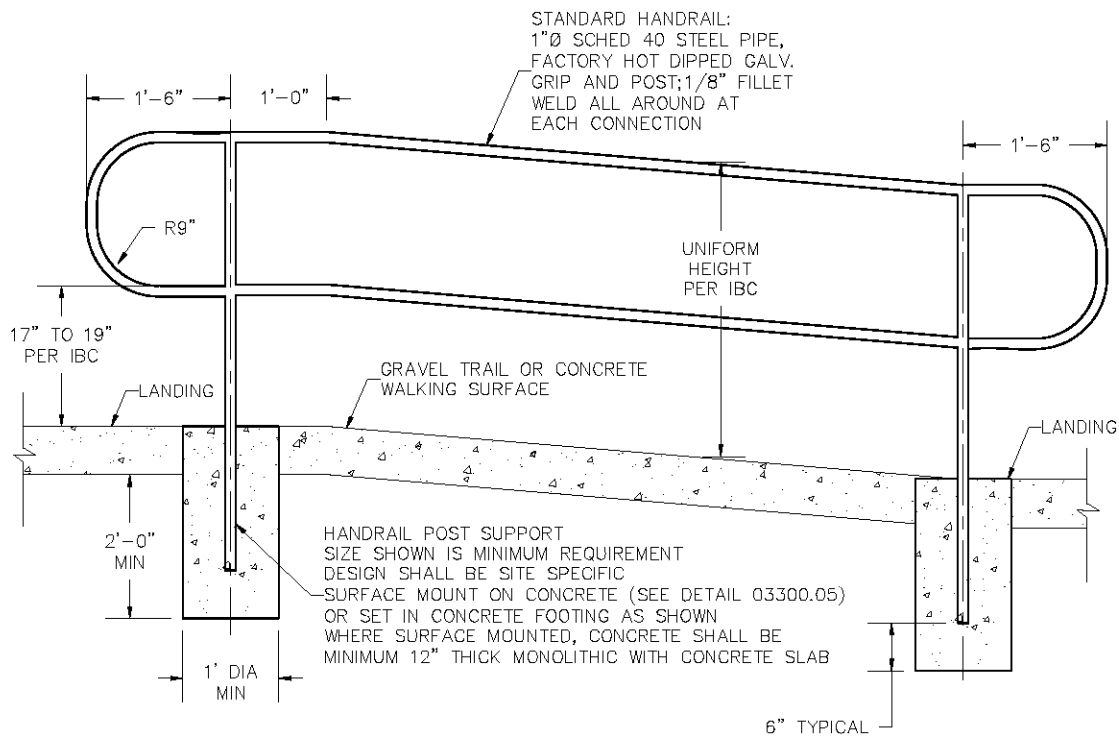 STANDARD HANDRAIL:
1"Ø SCHED 40 STEEL PIPE,
FACTORY HOT DIPPED GALV.
GRIP AND POST;1/8" FILLET
WELD ALL AROUND AT
EACH CONNECTION
1'-6"
1'-0"
1'-6"
R9"
UNIFORM
HEIGHT
PER IBC
17" TO 19"
PER IBC
GRAVEL TRAIL OR CONCRETE
WALKING SURFACE
LANDING
LANDING
2'-0"
MIN
HANDRAIL POST SUPPORT
SIZE SHOWN IS MINIMUM REQUIREMENT
DESIGN SHALL BE SITE SPECIFIC
SURFACE MOUNT ON CONCRETE (SEE DETAIL 03300.05)
OR SET IN CONCRETE FOOTING AS SHOWN
WHERE SURFACE MOUNTED, CONCRETE SHALL BE
MINIMUM 12" THICK MONOLITHIC WITH CONCRETE SLAB
1' DIA
MIN
6" TYPICAL